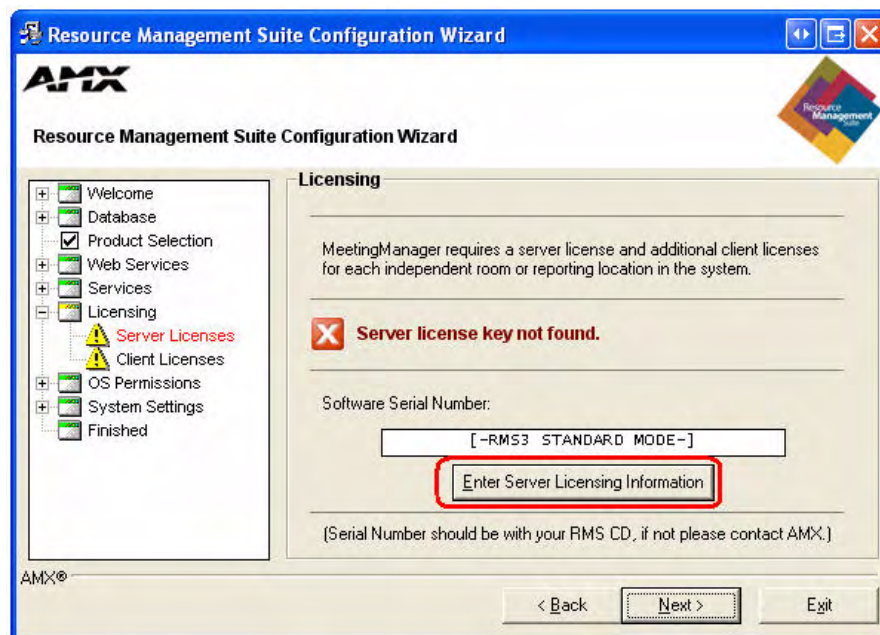 Resource Management Suite Configuration Wizard
AMX
Resource
Management
Suite
Resource Management Suite Configuration Wizard
Welcome
Database
Product Selection
Web Services
Services
Licensing
Server Licenses
Client Licenses
OS Permissions
System Settings
Finished
Licensing
MeetingManager requires a server license and additional client licenses
for each independent room or reporting location in the system.
Server license key not found.
Software Serial Number:
[-RMS3 STANDARD MODE-]
Enter Server Licensing Information
(Serial Number should be with your RMS CD, if not please contact AMX.)
AMX®
< Back
Next >
Exit